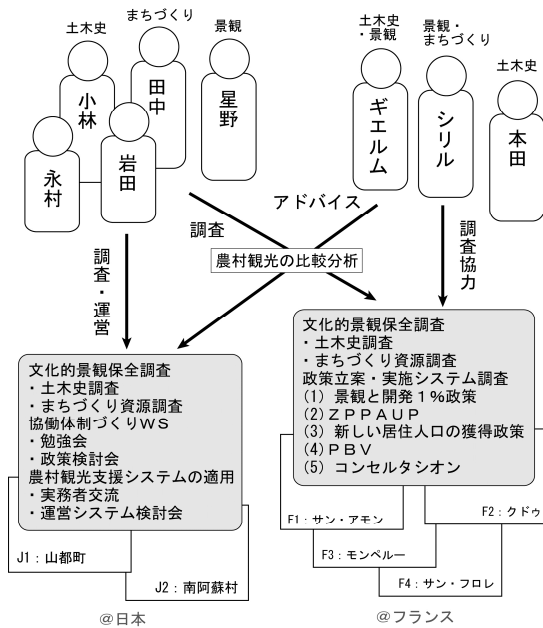 土木史
まちづくり
景観
小林
田中
星野
永村
岩田
土木史
・景観
景観・
まちづくり
土木史
ギエルム
シリル
本田
調査
アドバイス
農村観光の比較分析
調査・運営
調査協力
文化的景観保全調査
・土木史調査
・まちづくり資源調査
協働体制づくりＷＳ
・勉強会
・政策検討会
農村観光支援システムの適用
・実務者交流
・運営システム検討会
J1：山都町
J2：南阿蘇村
＠日本
文化的景観保全調査
・土木史調査
・まちづくり資源調査
政策立案・実施システム調査
(1) 景観と開発１％政策
(2) ＺＰＰＡＵＰ
(3) 新しい居住人口の獲得政策
(4) ＰＢＶ
(5) コンセルタシオン
F1：サン・アモン
F2：クドゥ
F3：モンペルー
F4：サン・フロレ
＠フランス